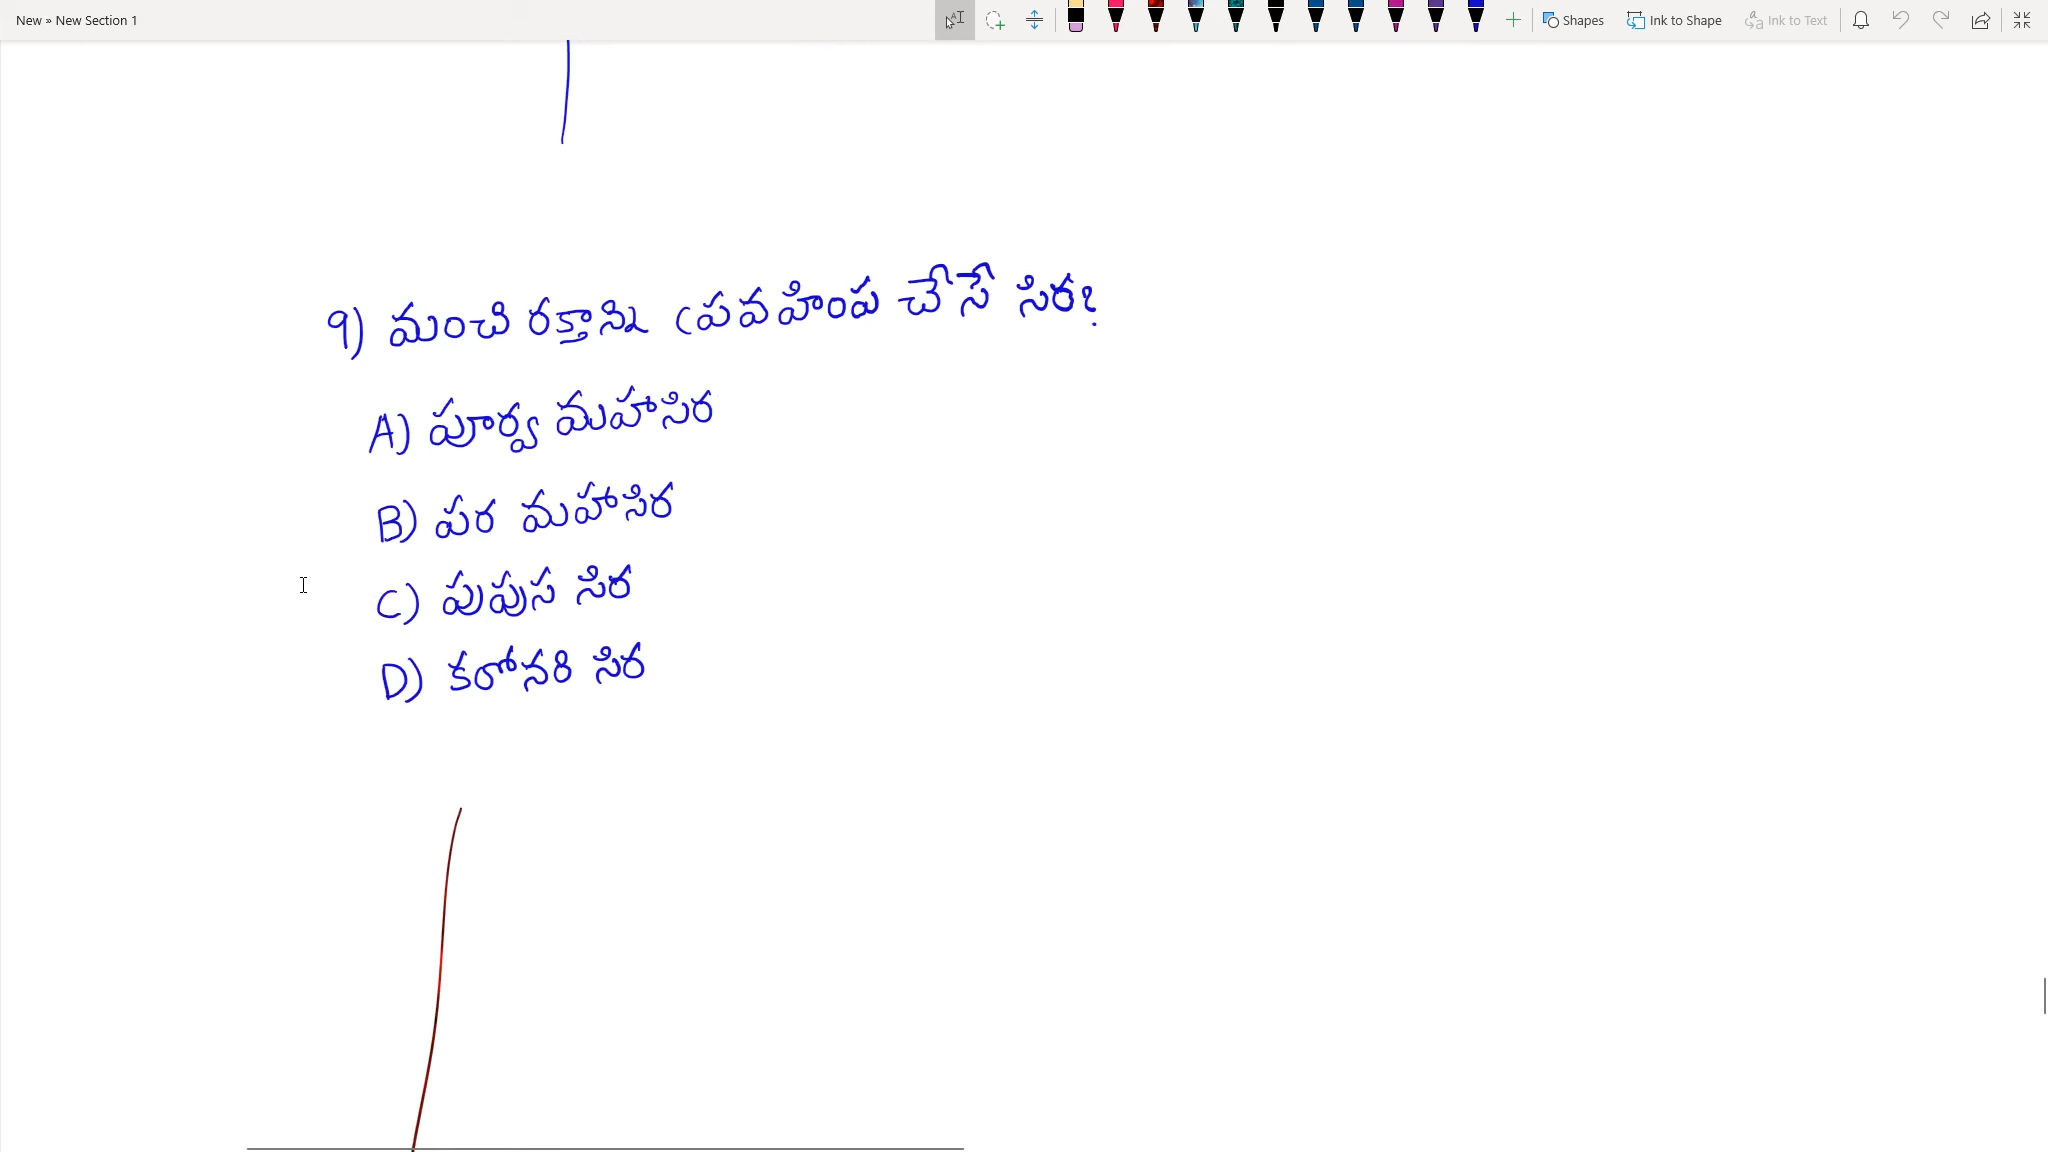 New » New Section 1
Shapes
Ink to Shape
Ink to Text
9) మంచి రక్తాన్ని ప్రవహింప చేసే సిర?
A) పూర్వ మహాసిర
B) పర మహాసిర
C) పుపుస సిర
D) కరోనరి సిర